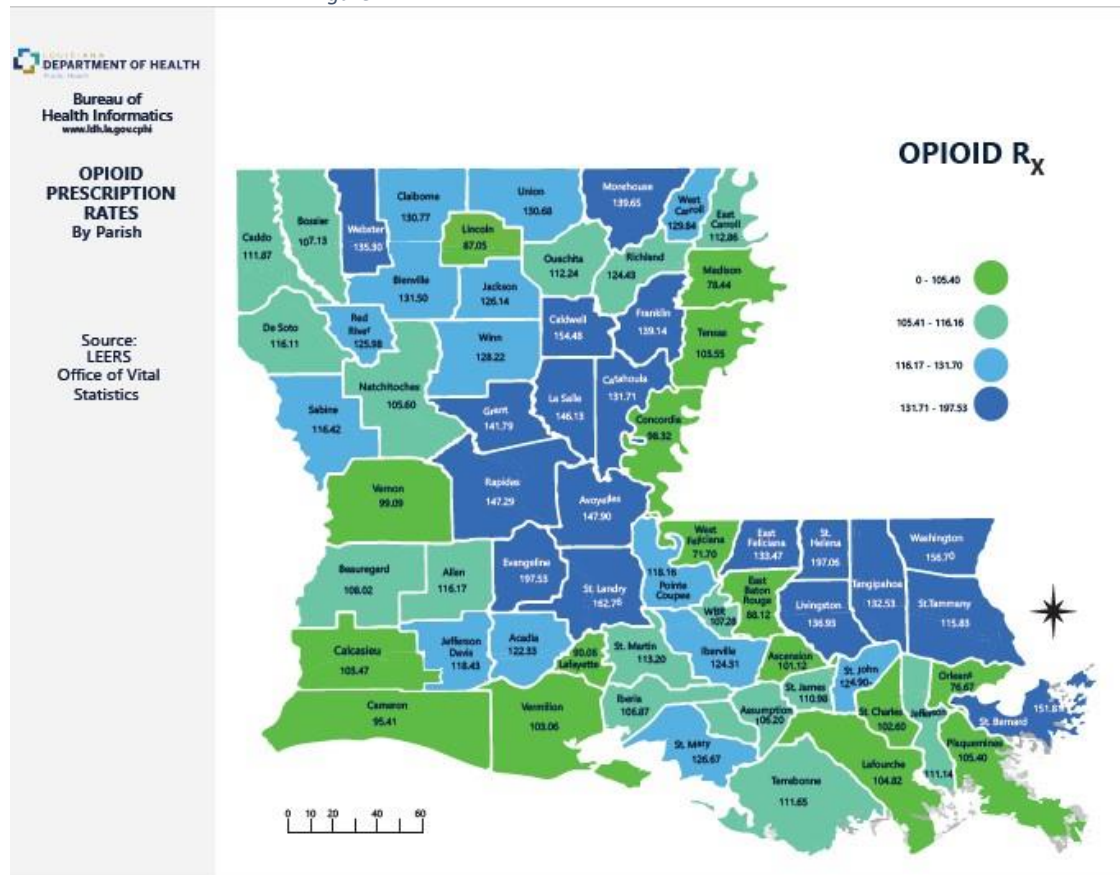 LOUISIANA
DEPARTMENT OF HEALTH
Public Health
Bureau of
Health Informatics
www.ldh.la.gov.cphi
OPIOID
PRESCRIPTION
RATES
By Parish
Source:
LEERS
Office of Vital
Statistics
OPIOID RX
0 - 105.40
105.41 - 116.16
116.17 - 131.70
131.71 - 197.53
Caddo
111.87
Bossier
107.13
Webster
135.30
Claiborne
130.77
Union
130.68
Morehouse
139.65
West
Carroll
129.84
East
Carroll
112.86
Lincoln
87.05
Ouachita
112.24
Richland
124.43
Madison
78.44
Bienville
131.50
Jackson
126.14
De Soto
116.11
Red
River
125.98
Winn
128.22
Caldwell
154.48
Franklin
139.14
Tensas
103.55
Natchitoches
105.60
Sabine
116.42
Grant
141.79
La Salle
146.13
Catahoula
131.71
Concordia
98.32
Vernon
99.09
Rapides
147.29
Avoyelles
147.90
West
Feliciana
71.70
East
Feliciana
133.47
St.
Helena
197.06
Washington
Tangipahoa
132.53
St.Tammany
115.83
Beauregard
108.02
Allen
116.17
Evangeline
197.53
St. Landry
162.76
118.16
Pointe
Coupee
WBR
107.28
East
Baton
Rouge
88.12
Livingston
136.93
Calcasieu
103.47
Jefferson
Davis
118.43
Acadia
122.33
90.06
Lafayette
St. Martin
113.20
Iberville
124.31
Ascension
101.12
St. John
124.90
Orleans
76.67
Cameron
95.41
Vermilion
103.06
Iberia
106.87
Assumption
106.20
St. James
110.98
St. Charles
102.60
Jefferson
111.14
St. Bernard
Plaquemines
105.40
St. Mary
126.67
Terrebonne
111.65
Lafourche
104.82
0 10 20 40 60